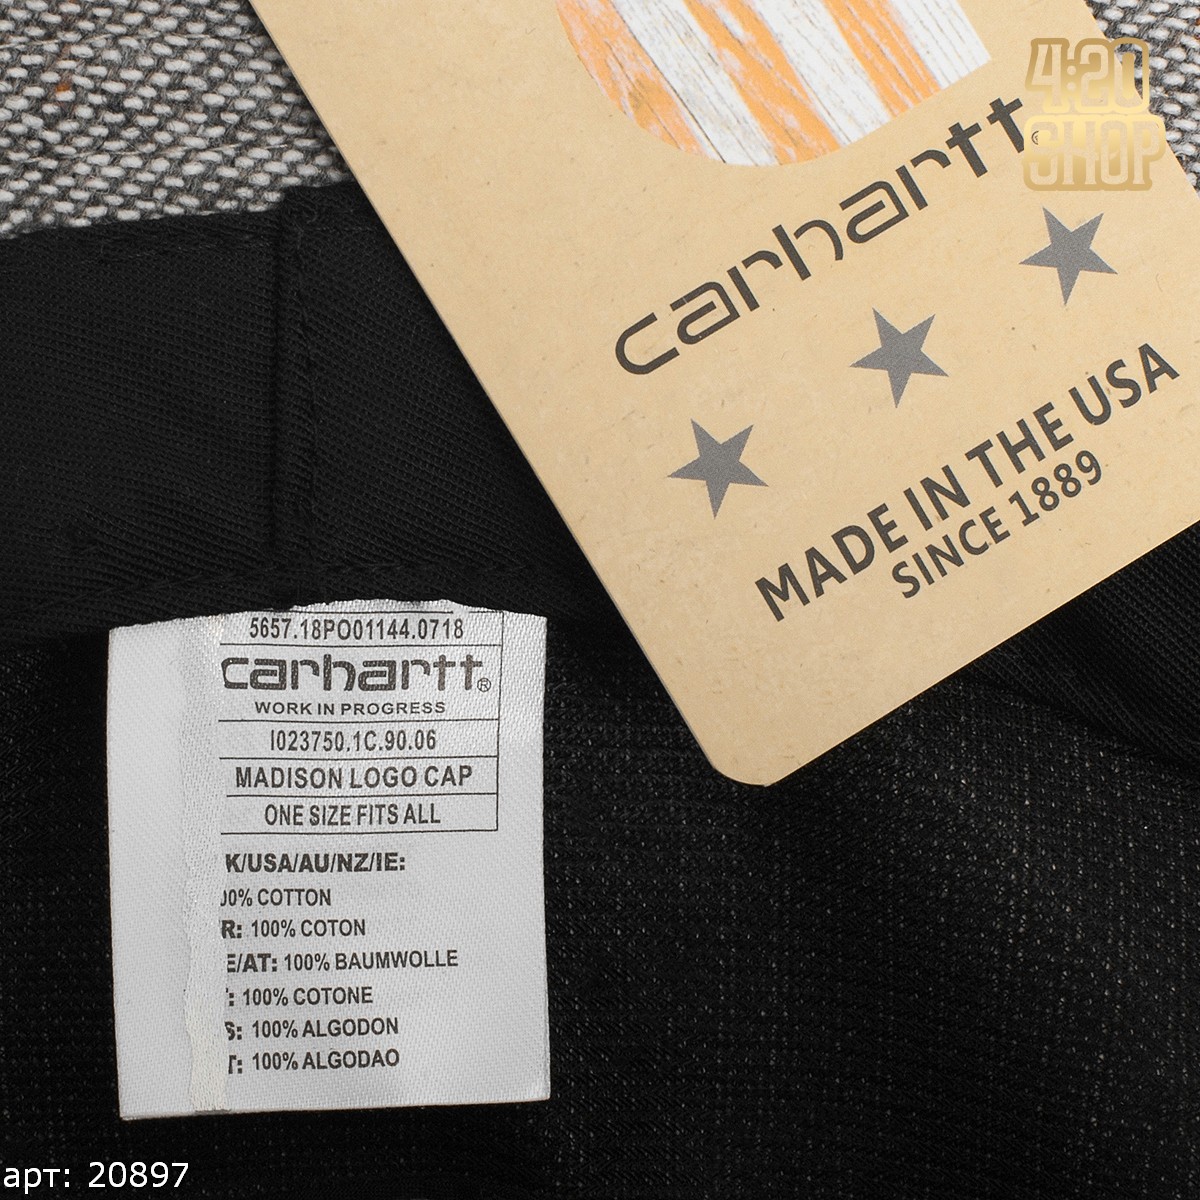 4:20
SHOP
carhartt
MADE IN THE USA
SINCE 1889
5657.18PO01144.0718
carhartt®
WORK IN PROGRESS
I023750.1C.90.06
MADISON LOGO CAP
ONE SIZE FITS ALL
K/USA/AU/NZ/IE:
00% COTTON
R: 100% COTON
E/AT: 100% BAUMWOLLE
: 100% COTONE
S: 100% ALGODON
T: 100% ALGODAO
арт: 20897